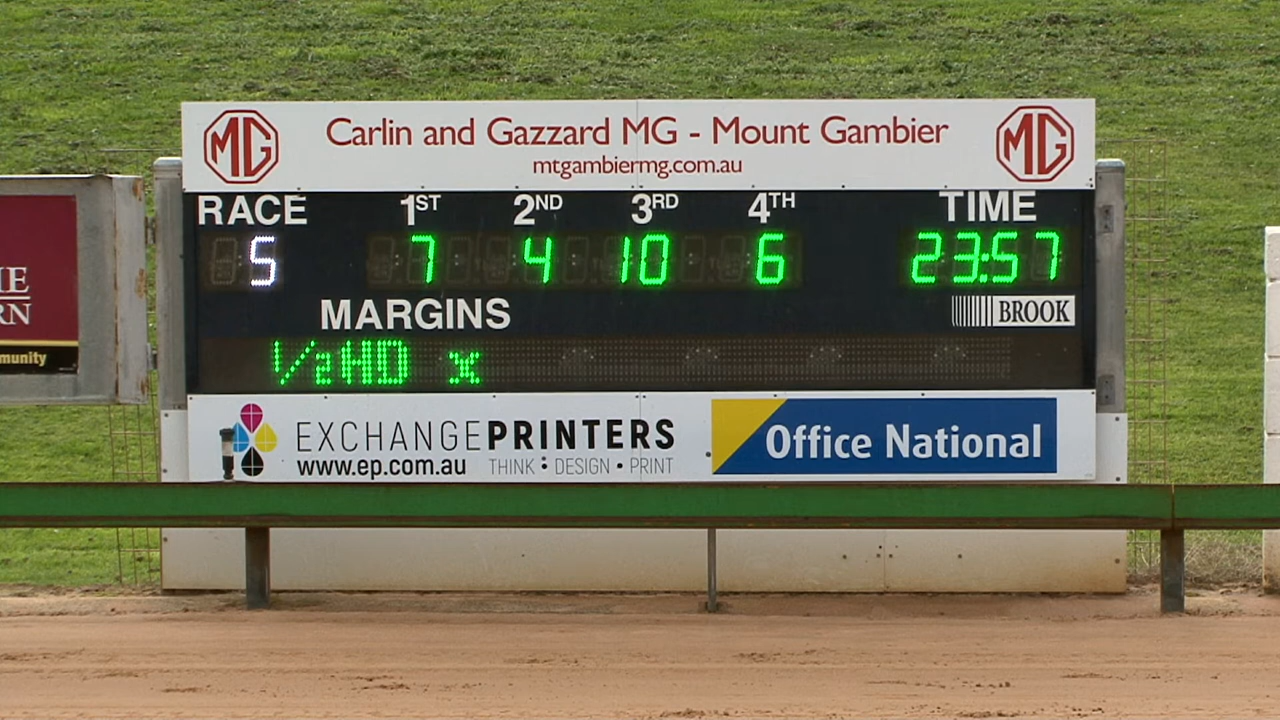 MG Carlin and Gazzard MG - Mount Gambier MG
mtgambiermg.com.au
RACE 1ST 2ND 3RD 4TH TIME
5 7 4 10 6 23:57
MARGINS BROOK
1/2HD x
HE
RN
munity
EXCHANGEPRINTERS
www.ep.com.au THINK : DESIGN • PRINT
Office National